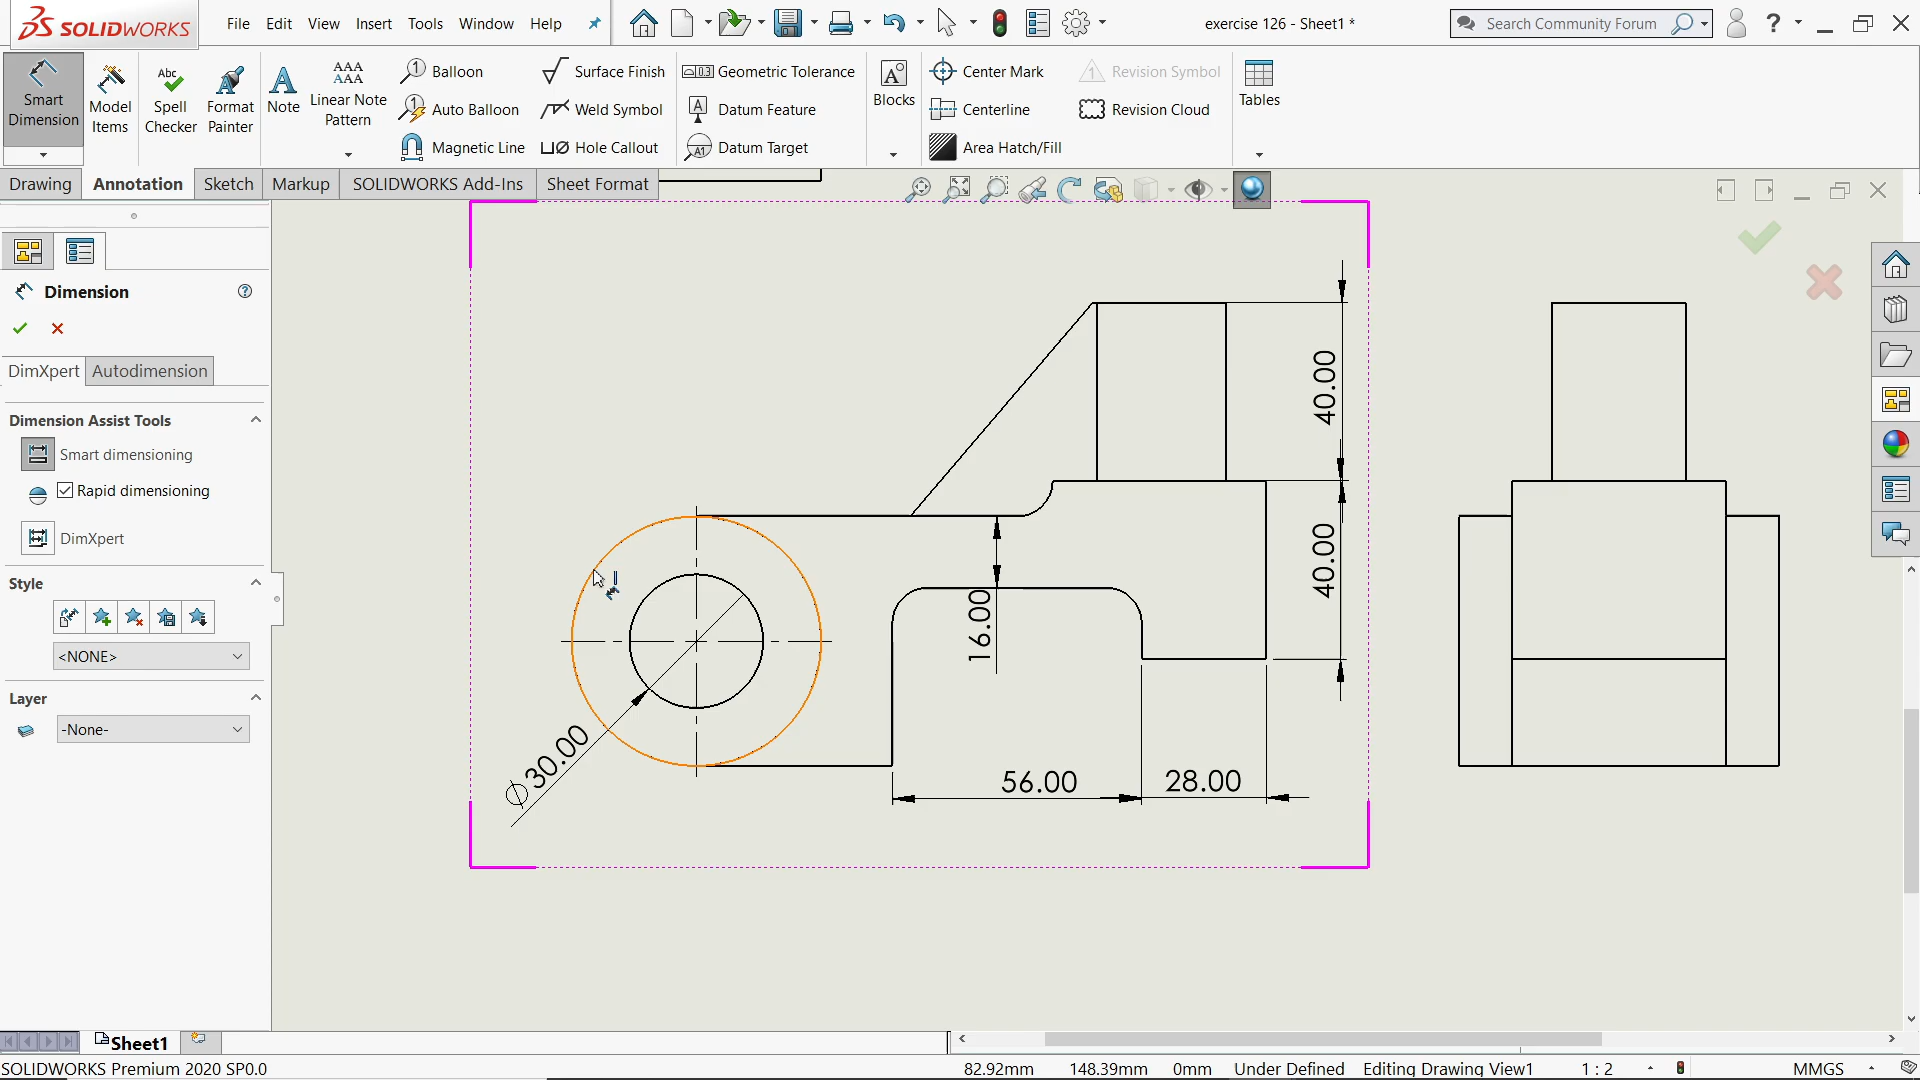 SOLIDWORKS File Edit View Insert Tools Window Help exercise 126 - Sheet1 * Search Community Forum ?
Smart Dimension
Model Items
Spell Checker
Format Painter
Note
Linear Note Pattern
Balloon
Auto Balloon
Magnetic Line
Surface Finish
Weld Symbol
Hole Callout
Geometric Tolerance
Datum Feature
Datum Target
Blocks
Center Mark
Centerline
Area Hatch/Fill
Revision Symbol
Revision Cloud
Tables
Drawing Annotation Sketch Markup SOLIDWORKS Add-Ins Sheet Format
Dimension
DimXpert Autodimension
Dimension Assist Tools
Smart dimensioning
Rapid dimensioning
DimXpert
Style
<NONE>
Layer
-None-
40.00
40.00
16.00
∅30.00
56.00
28.00
Sheet1
SOLIDWORKS Premium 2020 SP0.0 82.92mm 148.39mm 0mm Under Defined Editing Drawing View1 1 : 2 MMGS